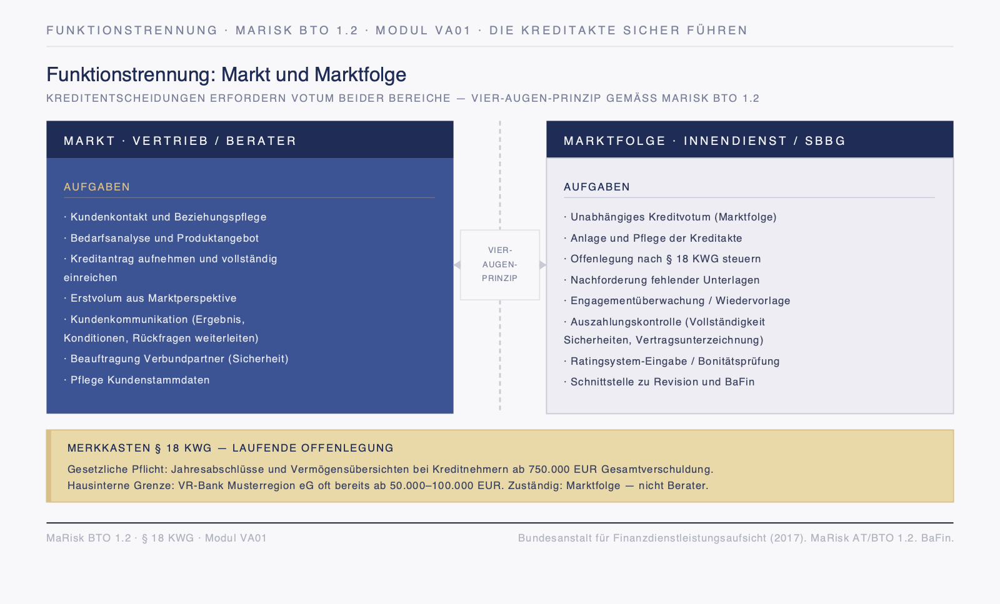 FUNKTIONSTRENNUNG · MARISK BTO 1.2 · MODUL VA01 · DIE KREDITAKTE SICHER FÜHREN
Funktionstrennung: Markt und Marktfolge
KREDITENTSCHEIDUNGEN ERFORDERN VOTUM BEIDER BEREICHE — VIER-AUGEN-PRINZIP GEMÄSS MARISK BTO 1.2
MARKT · VERTRIEB / BERATER
AUFGABEN
· Kundenkontakt und Beziehungspflege
· Bedarfsanalyse und Produktangebot
· Kreditantrag aufnehmen und vollständig
einreichen
· Erstvolum aus Marktperspektive
· Kundenkommunikation (Ergebnis,
Konditionen, Rückfragen weiterleiten)
· Beauftragung Verbundpartner (Sicherheit)
· Pflege Kundenstammdaten
VIER-
AUGEN-
PRINZIP
MARKTFOLGE · INNENDIENST / SBBG
AUFGABEN
· Unabhängiges Kreditvotum (Marktfolge)
· Anlage und Pflege der Kreditakte
· Offenlegung nach § 18 KWG steuern
· Nachforderung fehlender Unterlagen
· Engagementüberwachung / Wiedervorlage
· Auszahlungskontrolle (Vollständigkeit
Sicherheiten, Vertragsunterzeichnung)
· Ratingsystem-Eingabe / Bonitätsprüfung
· Schnittstelle zu Revision und BaFin
MERKKASTEN § 18 KWG — LAUFENDE OFFENLEGUNG
Gesetzliche Pflicht: Jahresabschlüsse und Vermögensübersichten bei Kreditnehmern ab 750.000 EUR Gesamtverschuldung.
Hausinterne Grenze: VR-Bank Musterregion eG oft bereits ab 50.000–100.000 EUR. Zuständig: Marktfolge — nicht Berater.
MaRisk BTO 1.2 · § 18 KWG · Modul VA01
Bundesanstalt für Finanzdienstleistungsaufsicht (2017). MaRisk AT/BTO 1.2. BaFin.